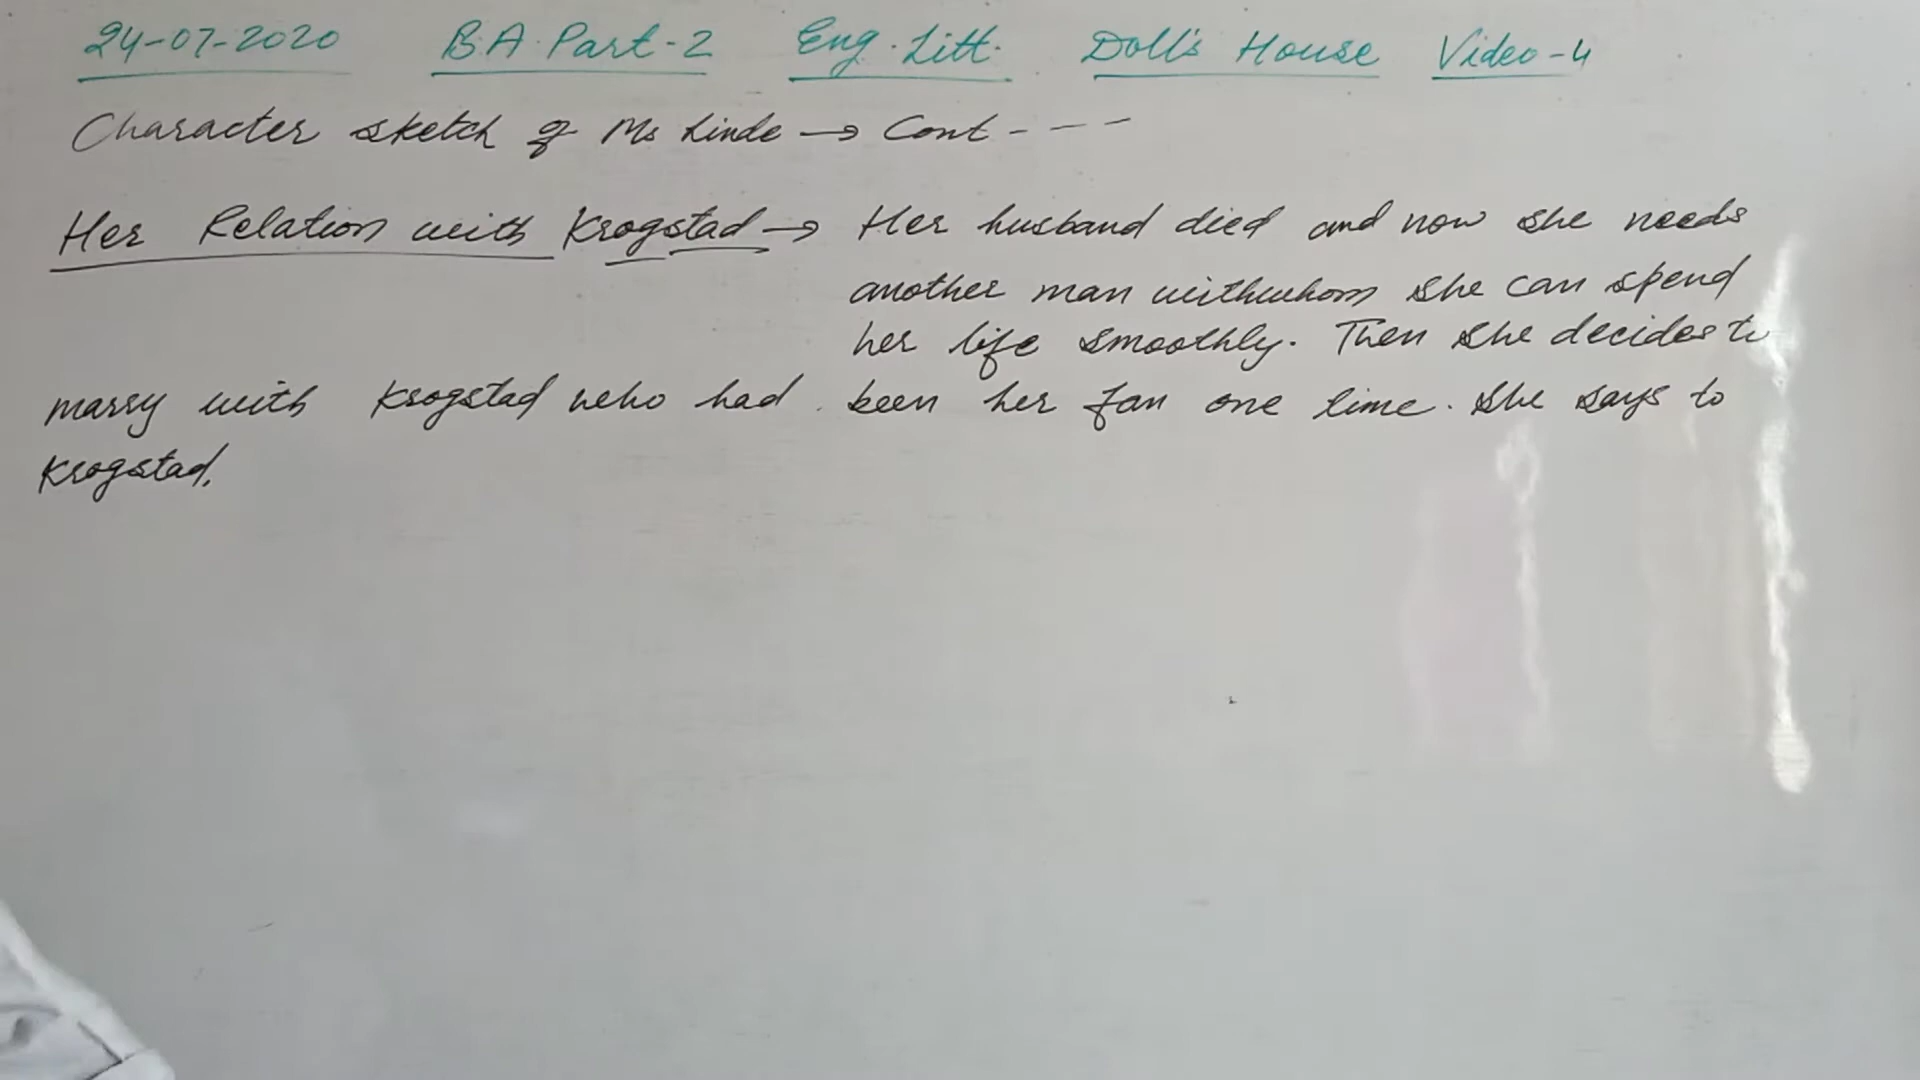 24-07-2020 B.A. Part-2 Eng. Litt. Doll's House Video-4
Character sketch of Ms Linde → Cont ----
Her Relation with Krogstad → Her husband died and now she needs
another man withwhom she can spend
her life smoothly. Then she decides to
marry with Krogstad who had been her fan one time. She says to
Krogstad,